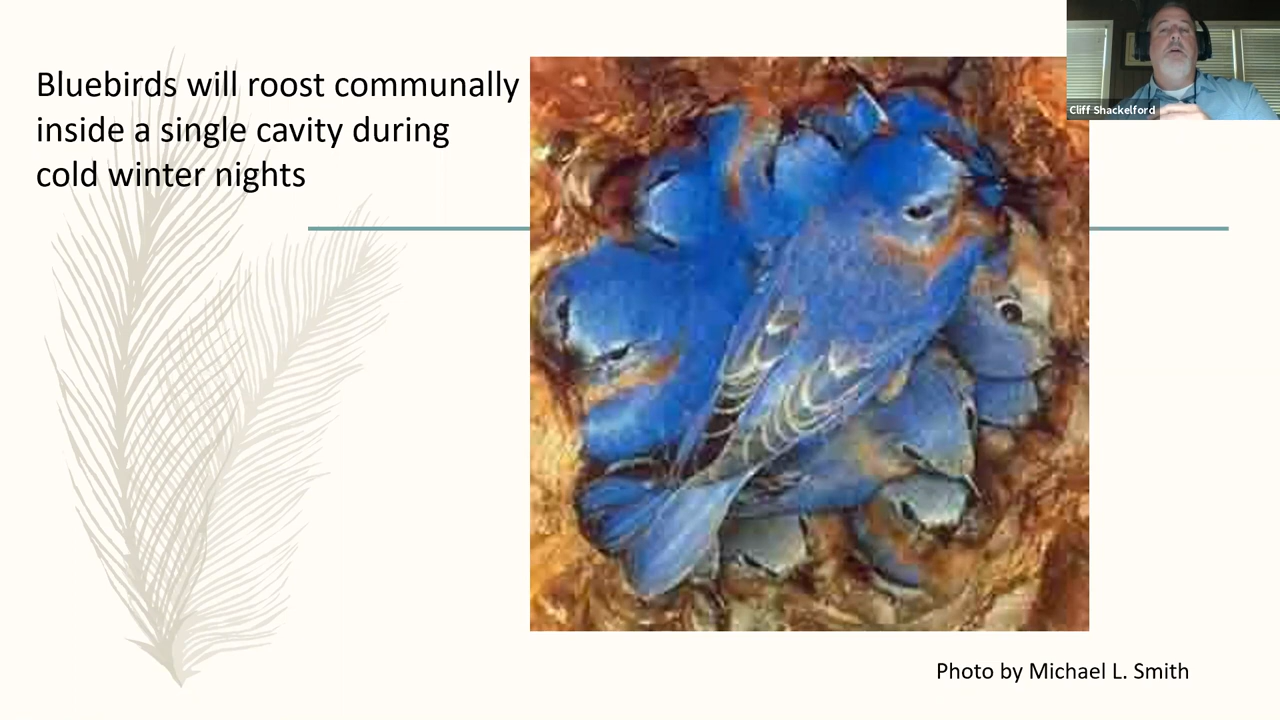 Bluebirds will roost communally
inside a single cavity during
cold winter nights
Cliff Shackelford
Photo by Michael L. Smith